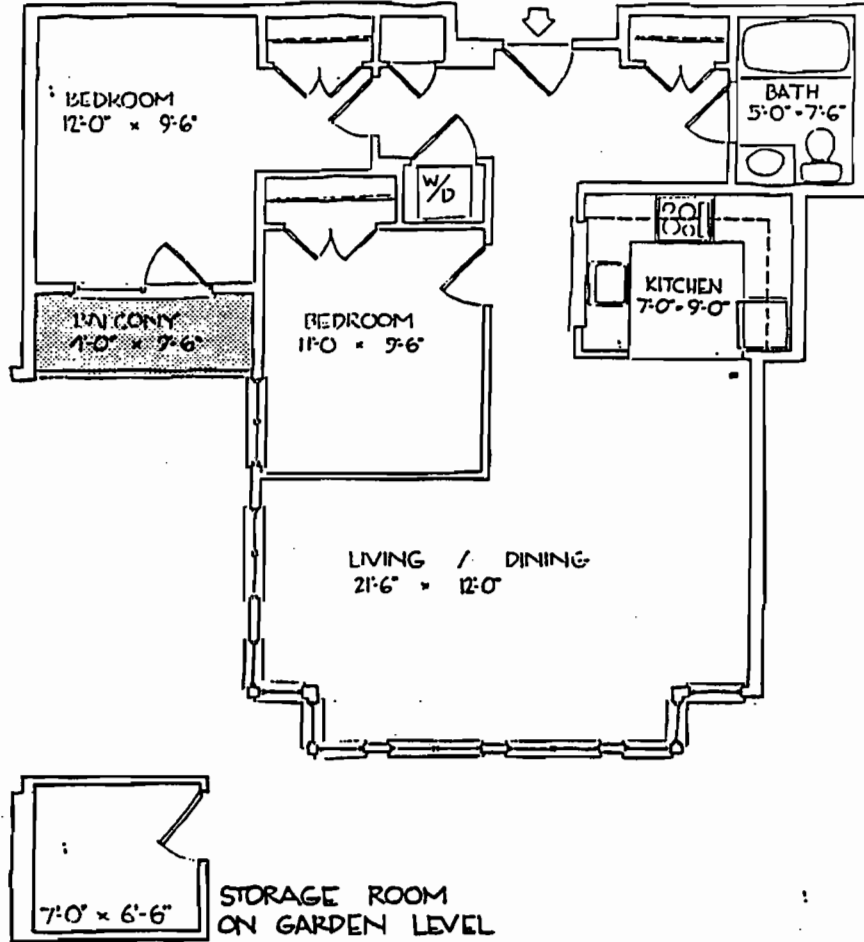 BEDROOM
12'-0" × 9'-6"
BATH
5'-0" × 7'-6"
W/D
KITCHEN
7'-0" × 9'-0"
BALCONY
BEDROOM
11'-0 × 9'-6"
LIVING / DINING
21'-6" × 12'-0"
7'-0" × 6'-6"
STORAGE ROOM
ON GARDEN LEVEL